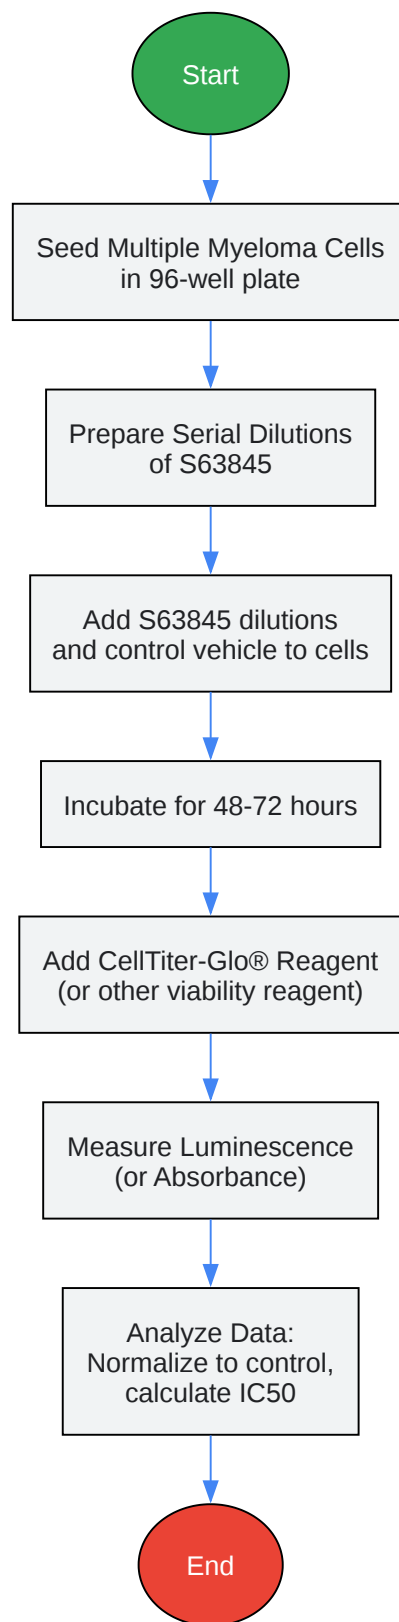 Start
Seed Multiple Myeloma Cells
in 96-well plate
Prepare Serial Dilutions
of S63845
Add S63845 dilutions
and control vehicle to cells
Incubate for 48-72 hours
Add CellTiter-Glo® Reagent
(or other viability reagent)
Measure Luminescence
(or Absorbance)
Analyze Data:
Normalize to control,
calculate IC50
End